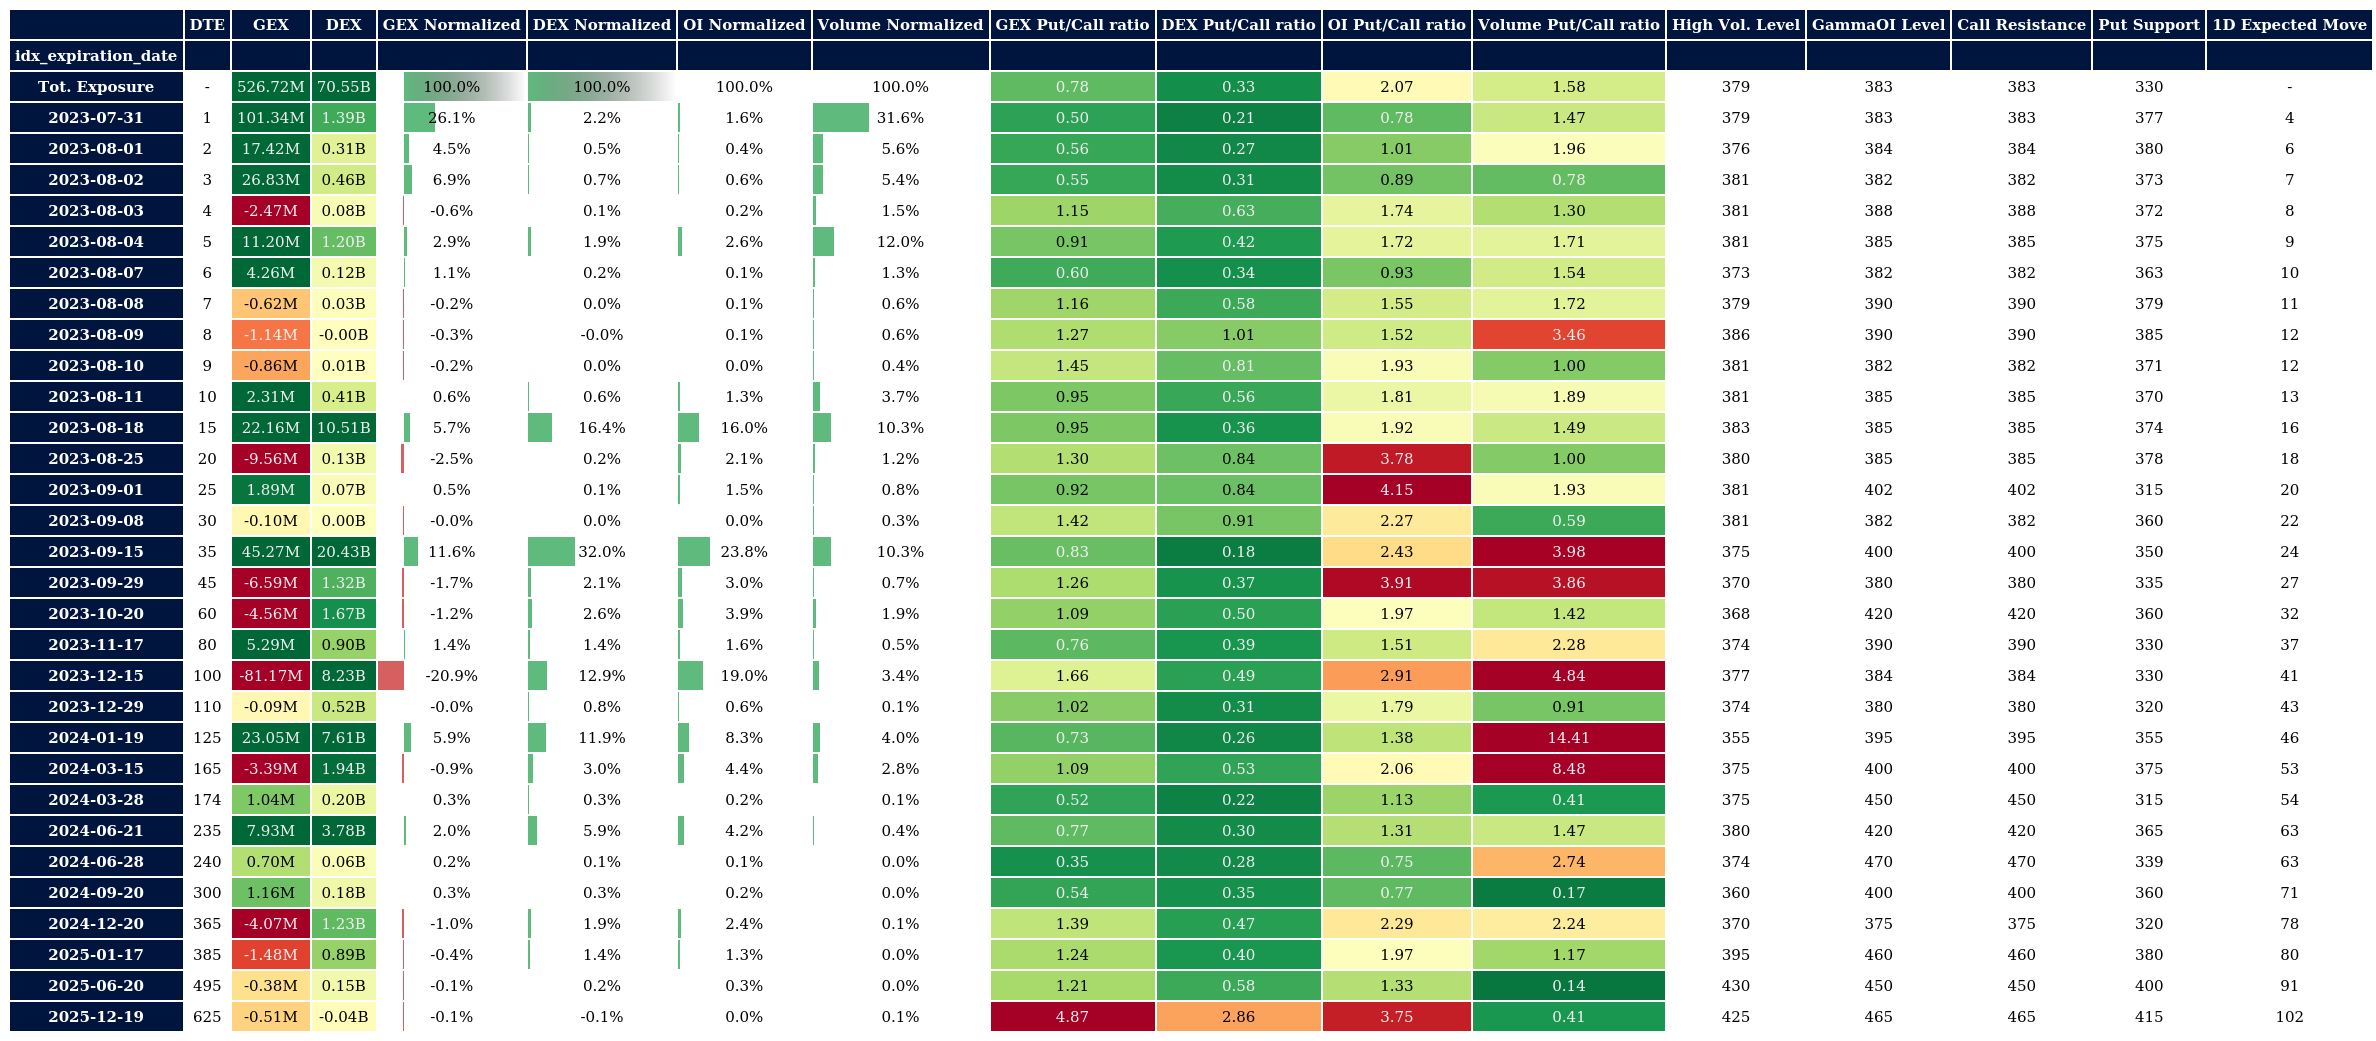 DTE GEX DEX GEX Normalized DEX Normalized OI Normalized Volume Normalized GEX Put/Call ratio DEX Put/Call ratio OI Put/Call ratio Volume Put/Call ratio High Vol. Level GammaOI Level Call Resistance Put Support 1D Expected Move
idx_expiration_date
Tot. Exposure - 526.72M 70.55B 100.0% 100.0% 100.0% 100.0% 0.78 0.33 2.07 1.58 379 383 383 330 -
2023-07-31 1 101.34M 1.39B 26.1% 2.2% 1.6% 31.6% 0.50 0.21 0.78 1.47 379 383 383 377 4
2023-08-01 2 17.42M 0.31B 4.5% 0.5% 0.4% 5.6% 0.56 0.27 1.01 1.96 376 384 384 380 6
2023-08-02 3 26.83M 0.46B 6.9% 0.7% 0.6% 5.4% 0.55 0.31 0.89 0.78 381 382 382 373 7
2023-08-03 4 -2.47M 0.08B -0.6% 0.1% 0.2% 1.5% 1.15 0.63 1.74 1.30 381 388 388 372 8
2023-08-04 5 11.20M 1.20B 2.9% 1.9% 2.6% 12.0% 0.91 0.42 1.72 1.71 381 385 385 375 9
2023-08-07 6 4.26M 0.12B 1.1% 0.2% 0.1% 1.3% 0.60 0.34 0.93 1.54 373 382 382 363 10
2023-08-08 7 -0.62M 0.03B -0.2% 0.0% 0.1% 0.6% 1.16 0.58 1.55 1.72 379 390 390 379 11
2023-08-09 8 -1.14M -0.00B -0.3% -0.0% 0.1% 0.6% 1.27 1.01 1.52 3.46 386 390 390 385 12
2023-08-10 9 -0.86M 0.01B -0.2% 0.0% 0.0% 0.4% 1.45 0.81 1.93 1.00 381 382 382 371 12
2023-08-11 10 2.31M 0.41B 0.6% 0.6% 1.3% 3.7% 0.95 0.56 1.81 1.89 381 385 385 370 13
2023-08-18 15 22.16M 10.51B 5.7% 16.4% 16.0% 10.3% 0.95 0.36 1.92 1.49 383 385 385 374 16
2023-08-25 20 -9.56M 0.13B -2.5% 0.2% 2.1% 1.2% 1.30 0.84 3.78 1.00 380 385 385 378 18
2023-09-01 25 1.89M 0.07B 0.5% 0.1% 1.5% 0.8% 0.92 0.84 4.15 1.93 381 402 402 315 20
2023-09-08 30 -0.10M 0.00B -0.0% 0.0% 0.0% 0.3% 1.42 0.91 2.27 0.59 381 382 382 360 22
2023-09-15 35 45.27M 20.43B 11.6% 32.0% 23.8% 10.3% 0.83 0.18 2.43 3.98 375 400 400 350 24
2023-09-29 45 -6.59M 1.32B -1.7% 2.1% 3.0% 0.7% 1.26 0.37 3.91 3.86 370 380 380 335 27
2023-10-20 60 -4.56M 1.67B -1.2% 2.6% 3.9% 1.9% 1.09 0.50 1.97 1.42 368 420 420 360 32
2023-11-17 80 5.29M 0.90B 1.4% 1.4% 1.6% 0.5% 0.76 0.39 1.51 2.28 374 390 390 330 37
2023-12-15 100 -81.17M 8.23B -20.9% 12.9% 19.0% 3.4% 1.66 0.49 2.91 4.84 377 384 384 330 41
2023-12-29 110 -0.09M 0.52B -0.0% 0.8% 0.6% 0.1% 1.02 0.31 1.79 0.91 374 380 380 320 43
2024-01-19 125 23.05M 7.61B 5.9% 11.9% 8.3% 4.0% 0.73 0.26 1.38 14.41 355 395 395 355 46
2024-03-15 165 -3.39M 1.94B -0.9% 3.0% 4.4% 2.8% 1.09 0.53 2.06 8.48 375 400 400 375 53
2024-03-28 174 1.04M 0.20B 0.3% 0.3% 0.2% 0.1% 0.52 0.22 1.13 0.41 375 450 450 315 54
2024-06-21 235 7.93M 3.78B 2.0% 5.9% 4.2% 0.4% 0.77 0.30 1.31 1.47 380 420 420 365 63
2024-06-28 240 0.70M 0.06B 0.2% 0.1% 0.1% 0.0% 0.35 0.28 0.75 2.74 374 470 470 339 63
2024-09-20 300 1.16M 0.18B 0.3% 0.3% 0.2% 0.0% 0.54 0.35 0.77 0.17 360 400 400 360 71
2024-12-20 365 -4.07M 1.23B -1.0% 1.9% 2.4% 0.1% 1.39 0.47 2.29 2.24 370 375 375 320 78
2025-01-17 385 -1.48M 0.89B -0.4% 1.4% 1.3% 0.0% 1.24 0.40 1.97 1.17 395 460 460 380 80
2025-06-20 495 -0.38M 0.15B -0.1% 0.2% 0.3% 0.0% 1.21 0.58 1.33 0.14 430 450 450 400 91
2025-12-19 625 -0.51M -0.04B -0.1% -0.1% 0.0% 0.1% 4.87 2.86 3.75 0.41 425 465 465 415 102